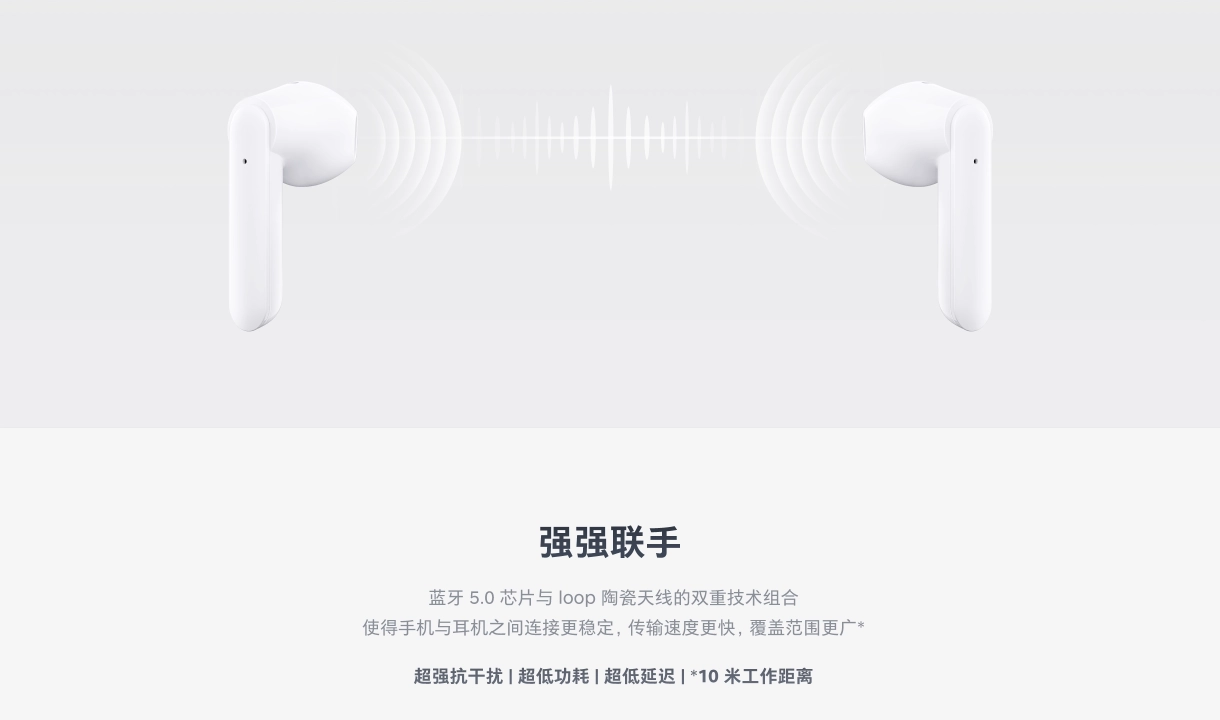 强强联手
蓝牙 5.0 芯片与 loop 陶瓷天线的双重技术组合
使得手机与耳机之间连接更稳定，传输速度更快，覆盖范围更广*
超强抗干扰 | 超低功耗 | 超低延迟 | *10 米工作距离